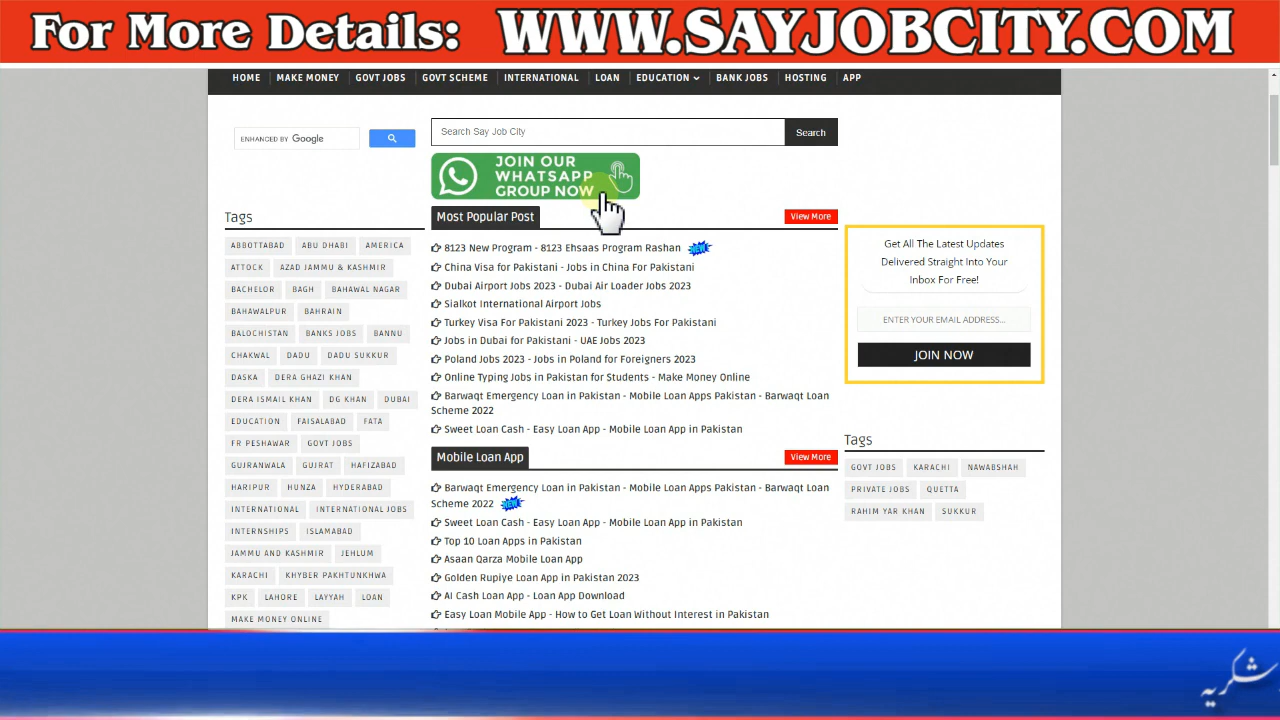 For More Details: WWW.SAYJOBCITY.COM
HOME MAKE MONEY GOVT JOBS GOVT SCHEME INTERNATIONAL LOAN EDUCATION BANK JOBS HOSTING APP
ENHANCED BY Google
Search Say Job City
Search
JOIN OUR
WHATSAPP
GROUP NOW
Tags
ABBOTTABAD ABU DHABI AMERICA
ATTOCK AZAD JAMMU & KASHMIR
BACHELOR BAGH BAHAWAL NAGAR
BAHAWALPUR BAHRAIN
BALOCHISTAN BANKS JOBS BANNU
CHAKWAL DADU DADU SUKKUR
DASKA DERA GHAZI KHAN
DERA ISMAIL KHAN DG KHAN DUBAI
EDUCATION FAISALABAD FATA
FR PESHAWAR GOVT JOBS
GUJRANWALA GUJRAT HAFIZABAD
HARIPUR HUNZA HYDERABAD
INTERNATIONAL INTERNATIONAL JOBS
INTERNSHIPS ISLAMABAD
JAMMU AND KASHMIR JEHLUM
KARACHI KHYBER PAKHTUNKHWA
KPK LAHORE LAYYAH LOAN
MAKE MONEY ONLINE
Most Popular Post View More
8123 New Program - 8123 Ehsaas Program Rashan NEW
China Visa for Pakistani - Jobs in China For Pakistani
Dubai Airport Jobs 2023 - Dubai Air Loader Jobs 2023
Sialkot International Airport Jobs
Turkey Visa For Pakistani 2023 - Turkey Jobs For Pakistani
Jobs in Dubai for Pakistani - UAE Jobs 2023
Poland Jobs 2023 - Jobs in Poland for Foreigners 2023
Online Typing Jobs in Pakistan for Students - Make Money Online
Barwaqt Emergency Loan in Pakistan - Mobile Loan Apps Pakistan - Barwaqt Loan
Scheme 2022
Sweet Loan Cash - Easy Loan App - Mobile Loan App in Pakistan
Mobile Loan App View More
Barwaqt Emergency Loan in Pakistan - Mobile Loan Apps Pakistan - Barwaqt Loan
Scheme 2022 NEW
Sweet Loan Cash - Easy Loan App - Mobile Loan App in Pakistan
Top 10 Loan Apps in Pakistan
Asaan Qarza Mobile Loan App
Golden Rupiye Loan App in Pakistan 2023
AI Cash Loan App - Loan App Download
Easy Loan Mobile App - How to Get Loan Without Interest in Pakistan
Get All The Latest Updates
Delivered Straight Into Your
Inbox For Free!
ENTER YOUR EMAIL ADDRESS...
JOIN NOW
Tags
GOVT JOBS KARACHI NAWABSHAH
PRIVATE JOBS QUETTA
RAHIM YAR KHAN SUKKUR
شکریہ